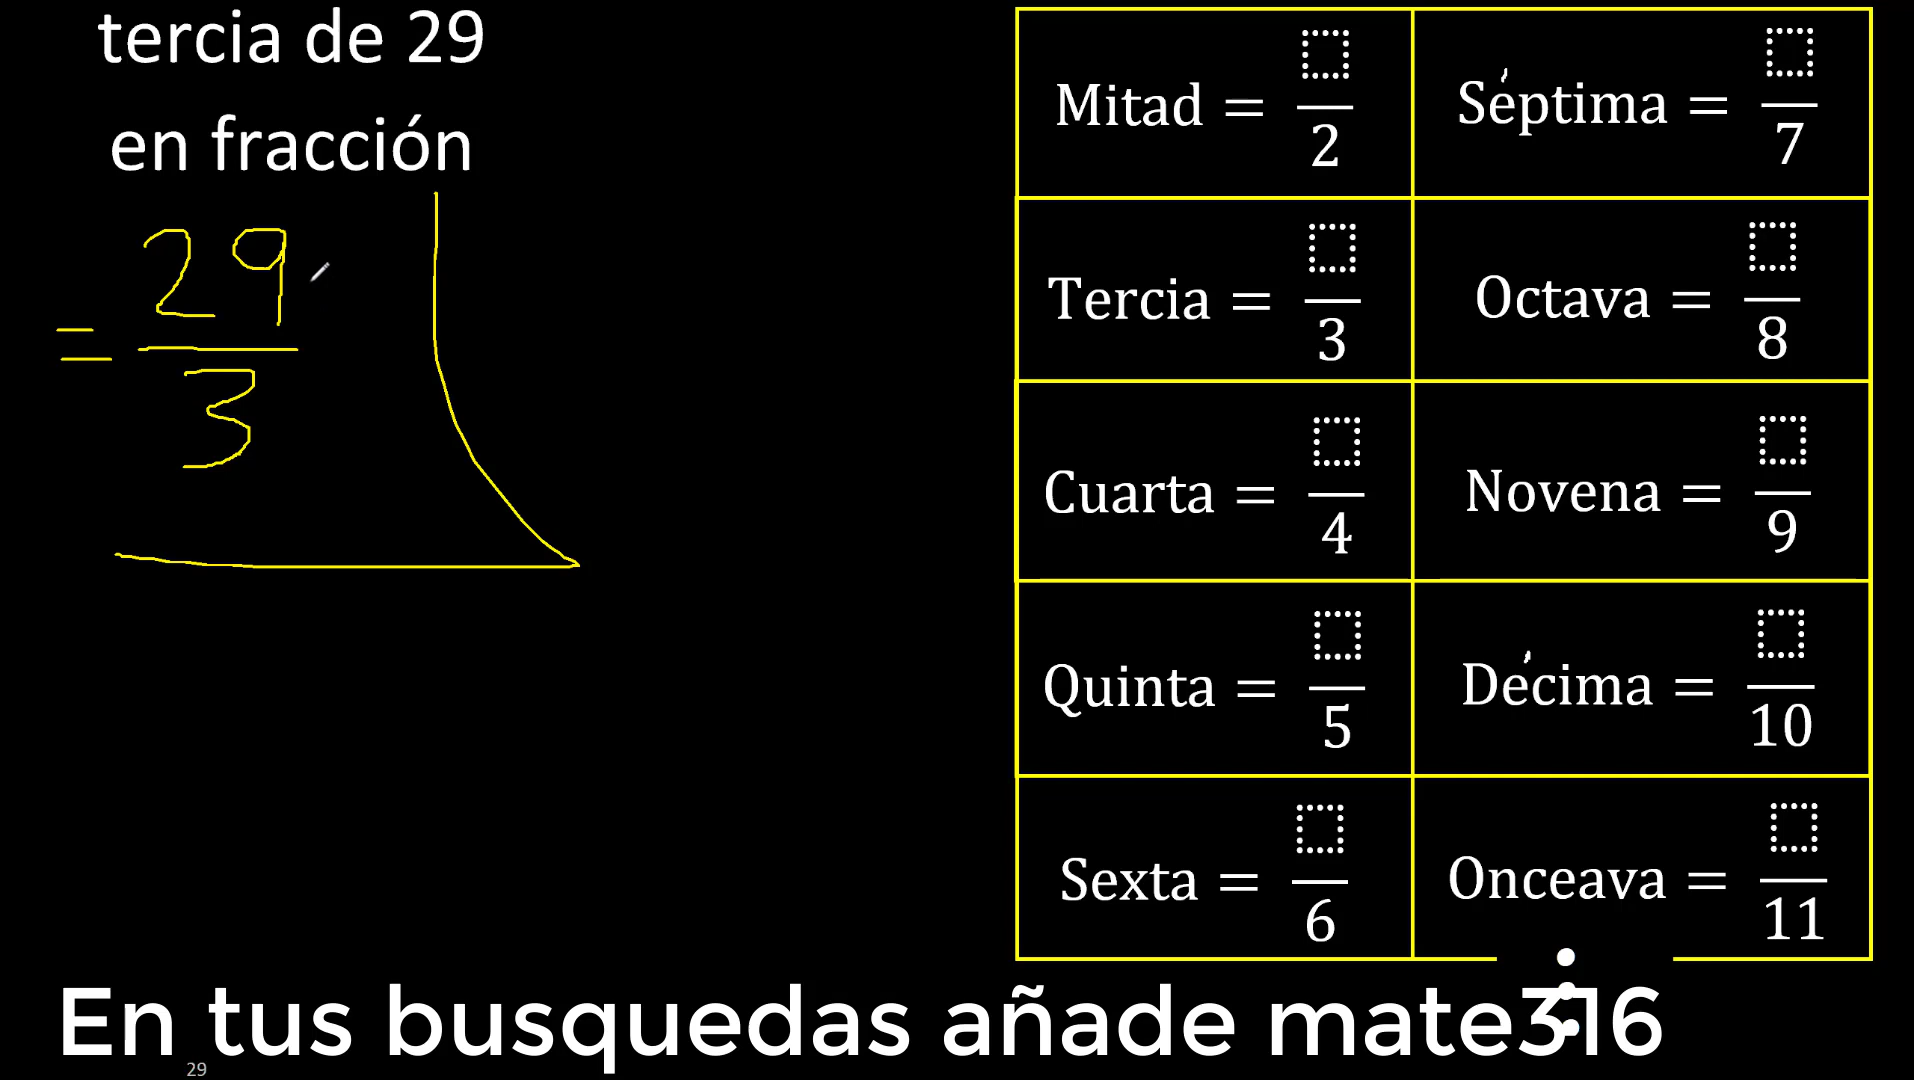 tercia de 29
en fracción
= 29/3
Mitad = □/2
Séptima = □/7
Tercia = □/3
Octava = □/8
Cuarta = □/4
Novena = □/9
Quinta = □/5
Décima = □/10
Sexta = □/6
Onceava = □/11
En tus busquedas añade mate316
29